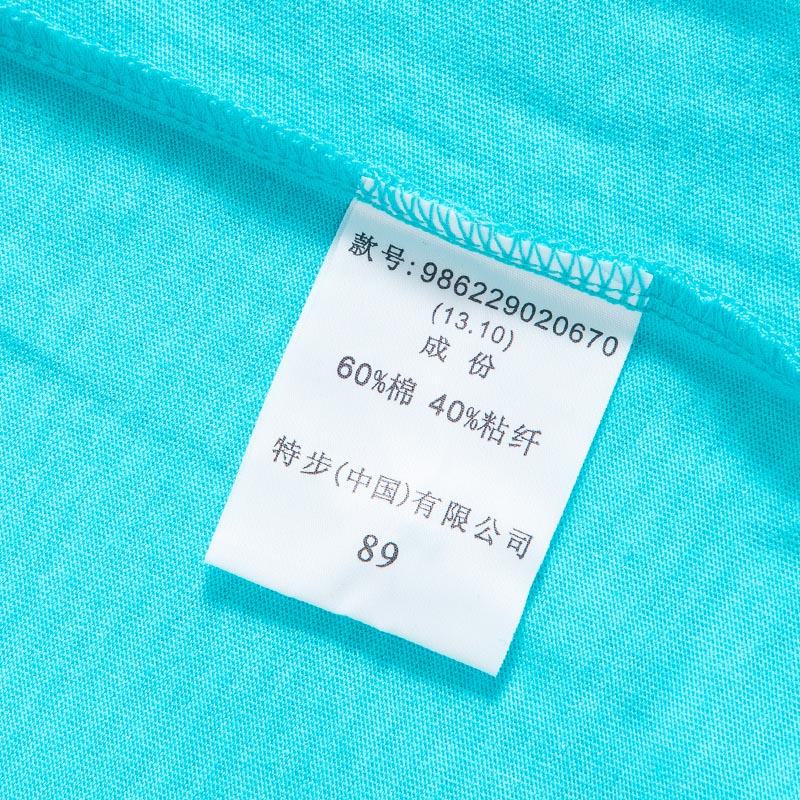 款号:986229020670
(13.10)
成份
60%棉 40%粘纤
特步(中国)有限公司
89